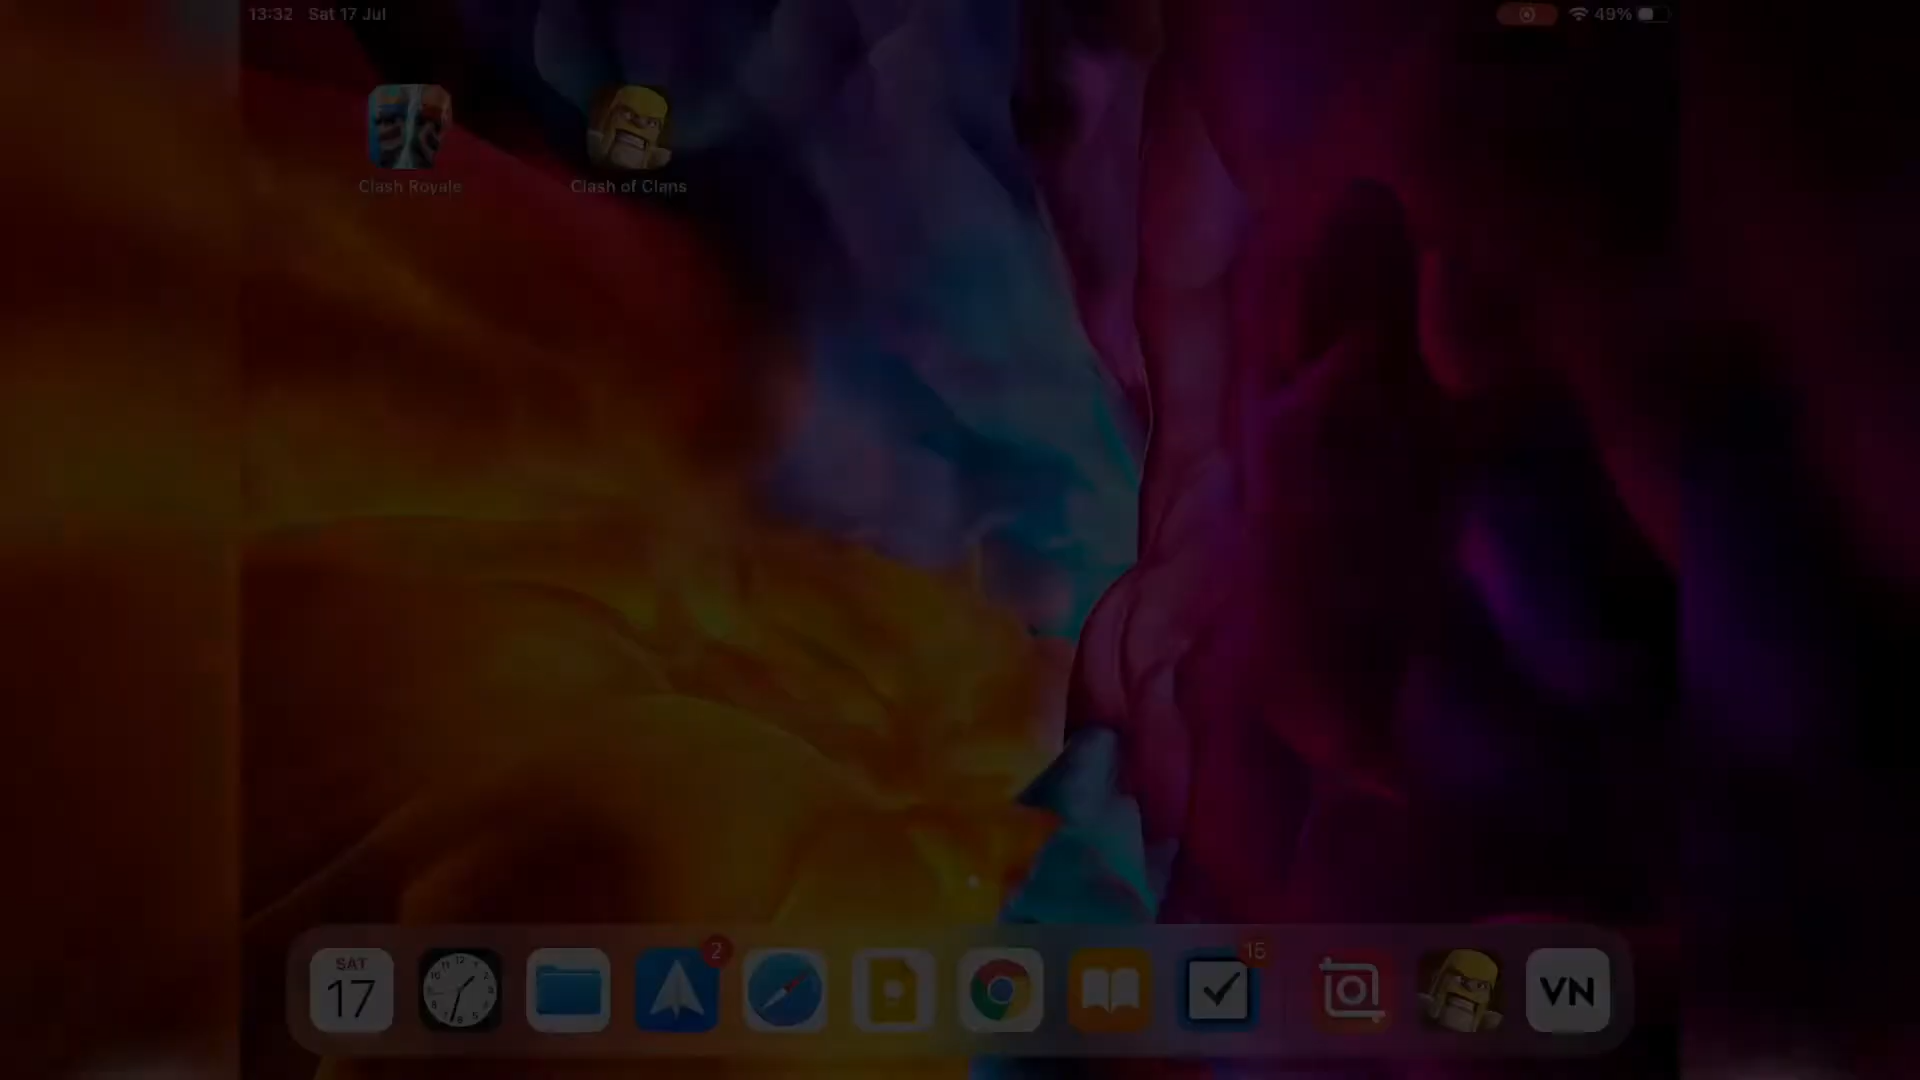 13:32 Sat 17 Jul
49%
Clash Royale
Clash of Clans
2
15
SAT
17
VN